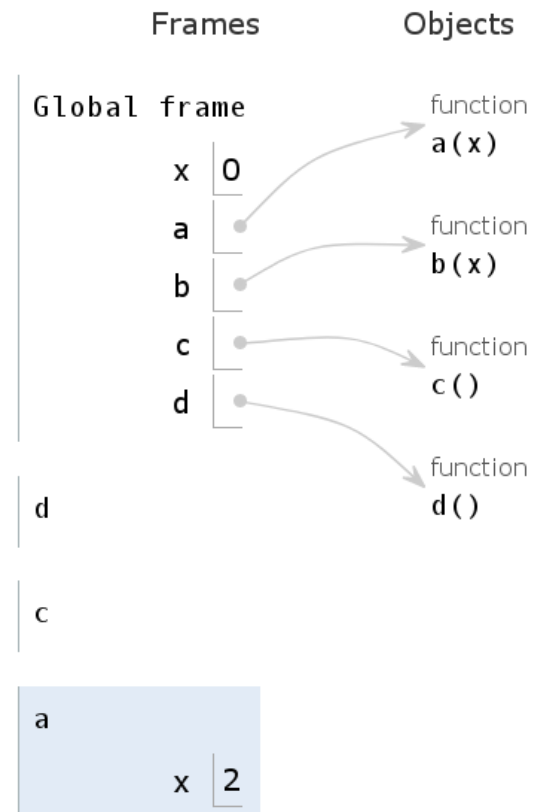 Frames Objects
Global frame
x 0
a
b
c
d
function
a(x)
function
b(x)
function
c()
function
d()
d
c
a
x 2